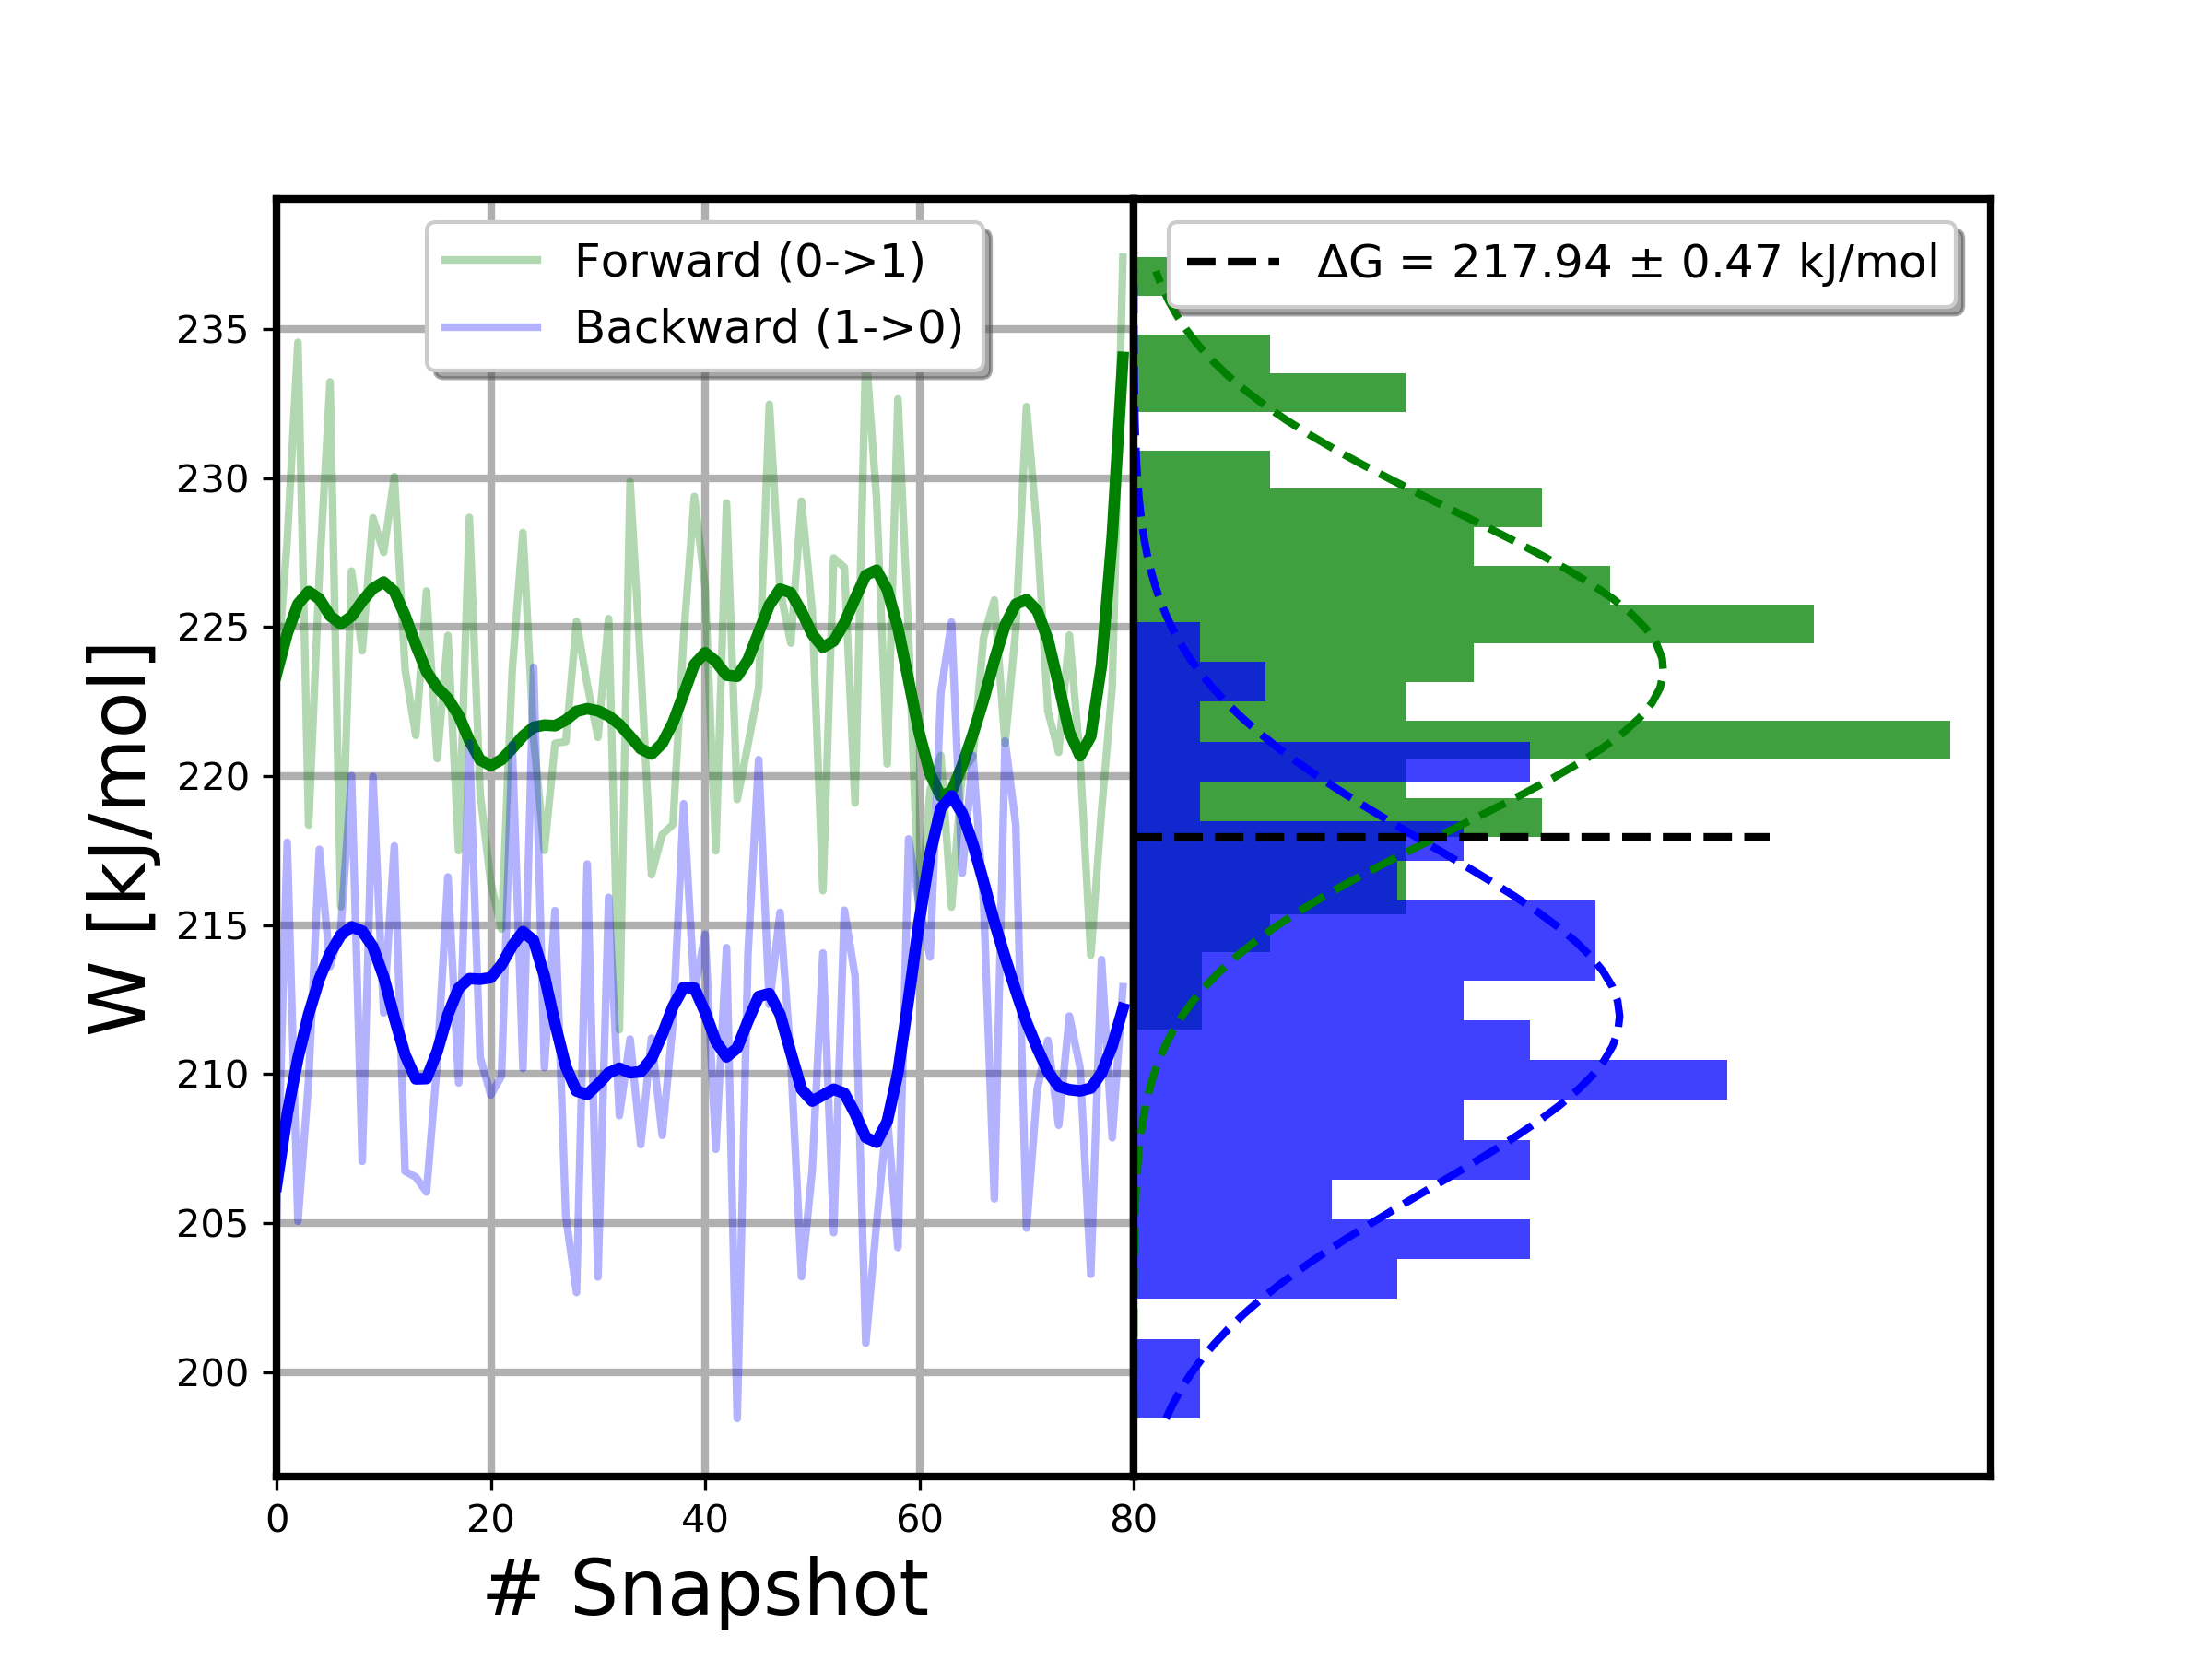 Forward (0->1)
Backward (1->0)
ΔG = 217.94 ± 0.47 kJ/mol
W [kJ/mol]
235
230
225
220
215
210
205
200
0 20 40 60 80
# Snapshot